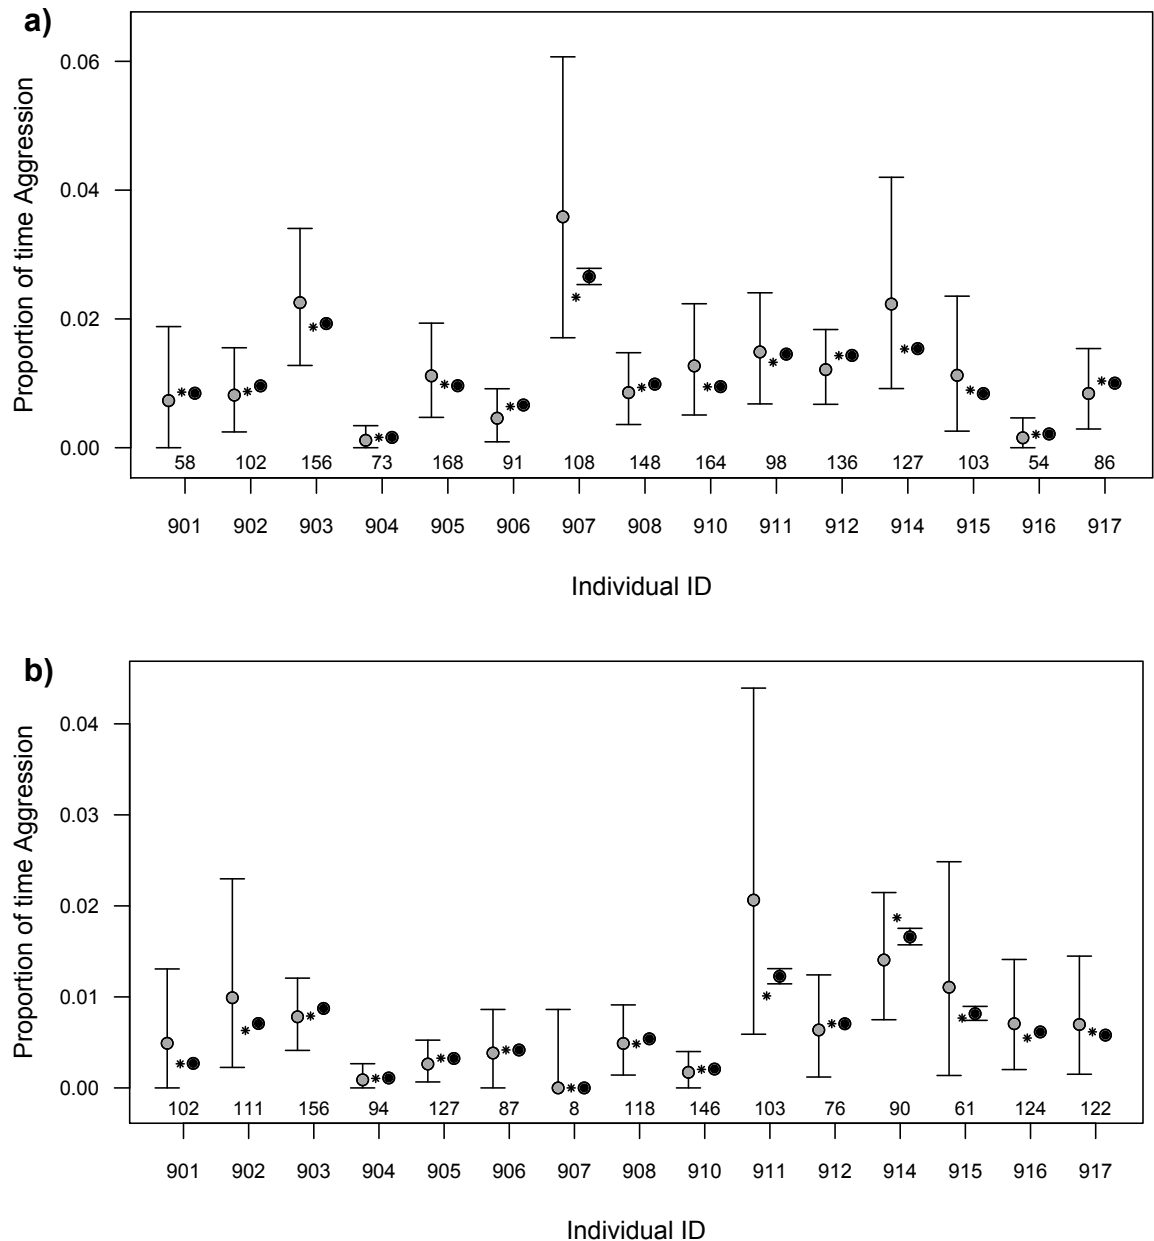 a)
Proportion of time Aggression
0.06
0.04
0.02
0.00
58 102 156 73 168 91 108 148 164 98 136 127 103 54 86
901 902 903 904 905 906 907 908 910 911 912 914 915 916 917
Individual ID
b)
Proportion of time Aggression
0.04
0.03
0.02
0.01
0.00
102 111 156 94 127 87 8 118 146 103 76 90 61 124 122
901 902 903 904 905 906 907 908 910 911 912 914 915 916 917
Individual ID